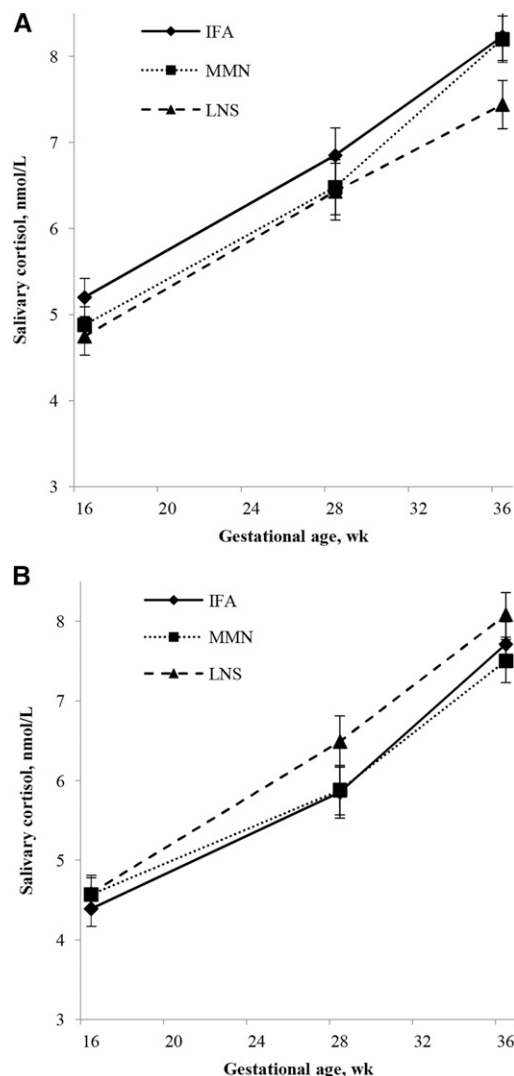 A
IFA
MMN
LNS
8
7
6
5
4
3
Salivary cortisol, nmol/L
16 20 24 28 32 36
Gestational age, wk
B
IFA
MMN
LNS
8
7
6
5
4
3
Salivary cortisol, nmol/L
16 20 24 28 32 36
Gestational age, wk